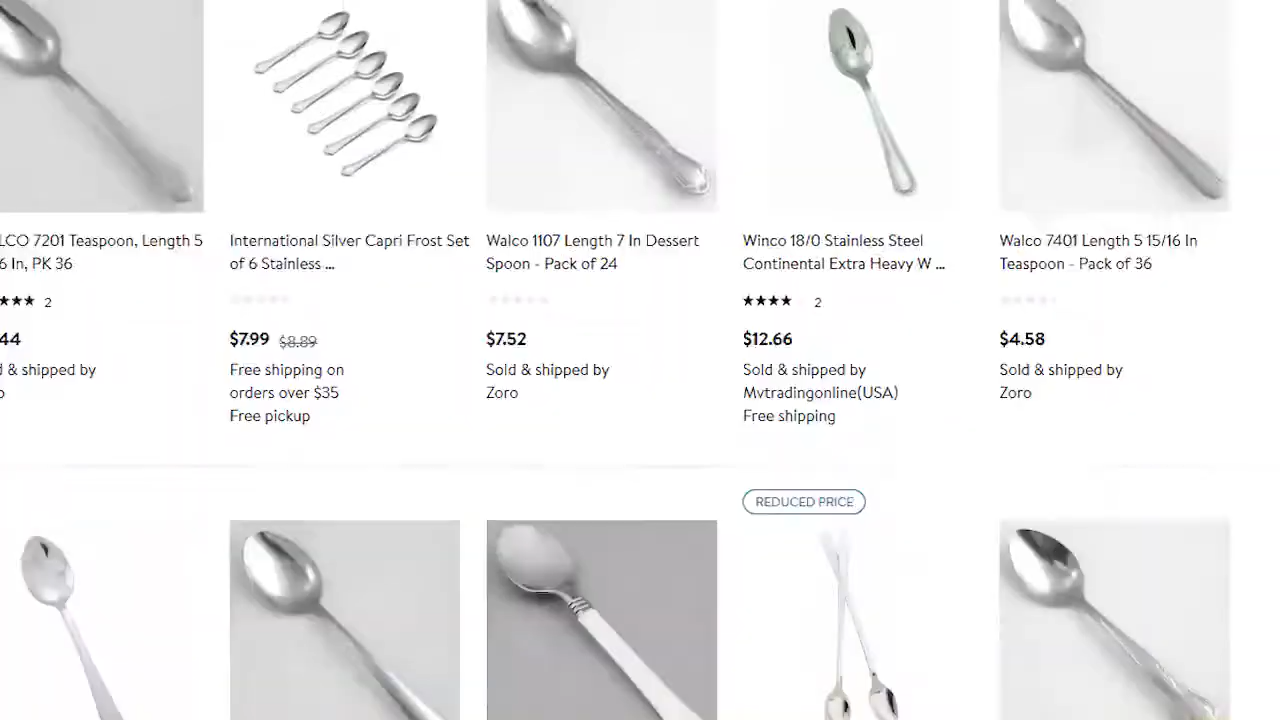 LCO 7201 Teaspoon, Length 5
6 In, PK 36
2
44
& shipped by
International Silver Capri Frost Set
of 6 Stainless ...
$7.99 $8.89
Free shipping on
orders over $35
Free pickup
Walco 1107 Length 7 In Dessert
Spoon - Pack of 24
$7.52
Sold & shipped by
Zoro
Winco 18/0 Stainless Steel
Continental Extra Heavy W ...
2
$12.66
Sold & shipped by
Mvtradingonline(USA)
Free shipping
Walco 7401 Length 5 15/16 In
Teaspoon - Pack of 36
$4.58
Sold & shipped by
Zoro
REDUCED PRICE